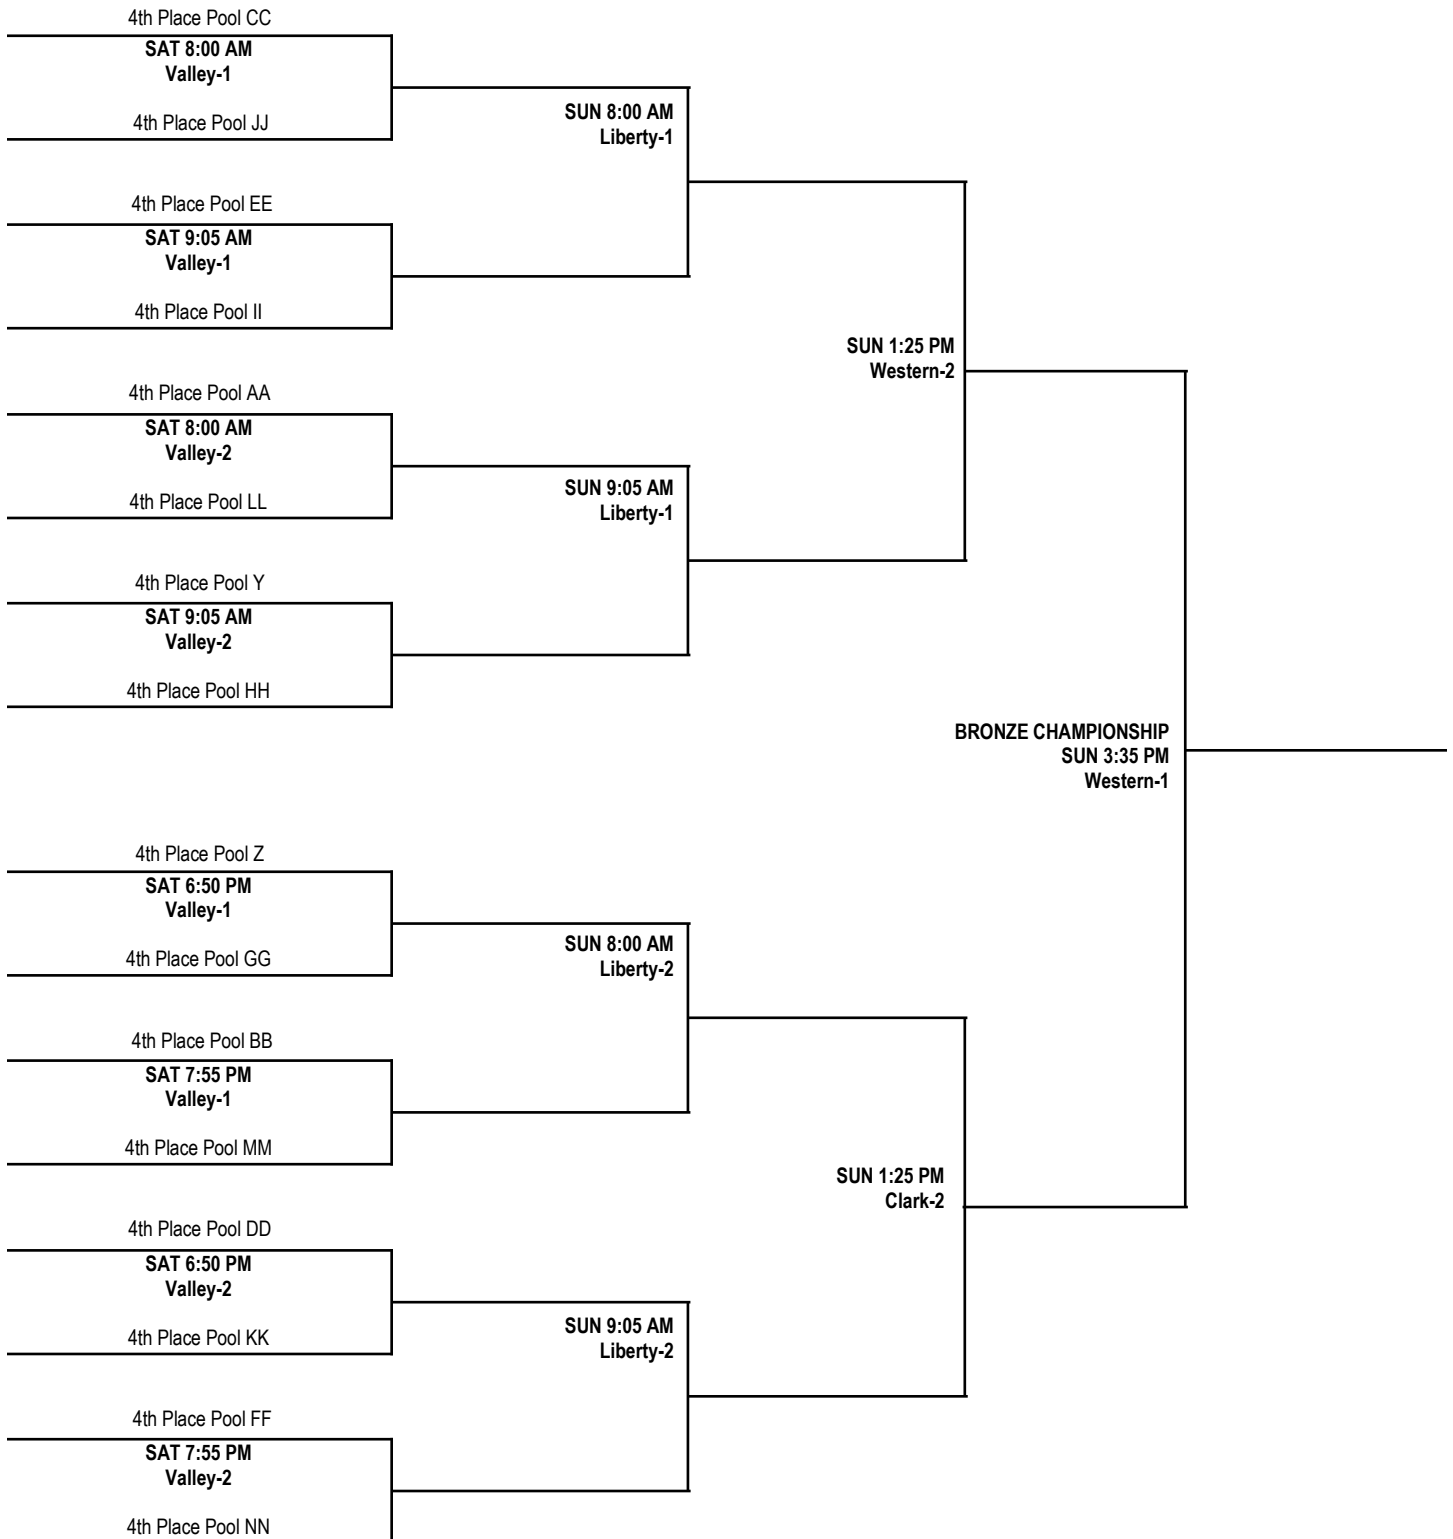 4th Place Pool CC
SAT 8:00 AM
Valley-1
4th Place Pool JJ
SUN 8:00 AM
Liberty-1
4th Place Pool EE
SAT 9:05 AM
Valley-1
4th Place Pool II
SUN 1:25 PM
Western-2
4th Place Pool AA
SAT 8:00 AM
Valley-2
4th Place Pool LL
SUN 9:05 AM
Liberty-1
4th Place Pool Y
SAT 9:05 AM
Valley-2
4th Place Pool HH
BRONZE CHAMPIONSHIP
SUN 3:35 PM
Western-1
4th Place Pool Z
SAT 6:50 PM
Valley-1
4th Place Pool GG
SUN 8:00 AM
Liberty-2
4th Place Pool BB
SAT 7:55 PM
Valley-1
4th Place Pool MM
SUN 1:25 PM
Clark-2
4th Place Pool DD
SAT 6:50 PM
Valley-2
4th Place Pool KK
SUN 9:05 AM
Liberty-2
4th Place Pool FF
SAT 7:55 PM
Valley-2
4th Place Pool NN